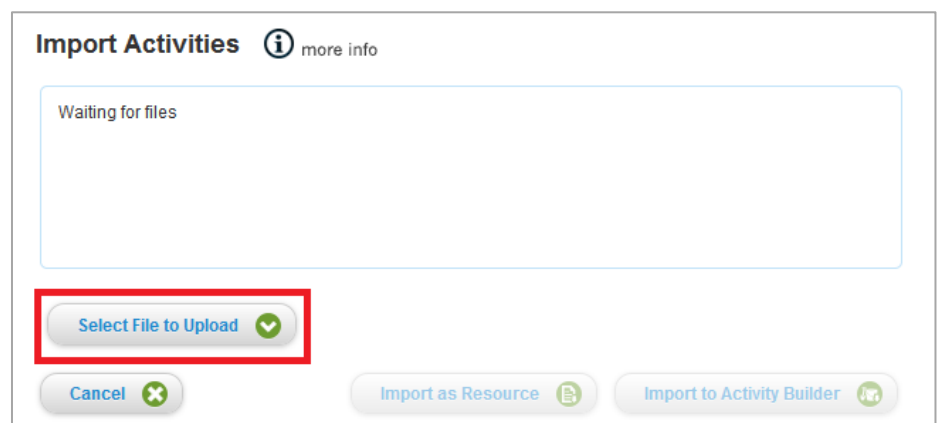 Import Activities more info
Waiting for files
Select File to Upload
Cancel Import as Resource Import to Activity Builder